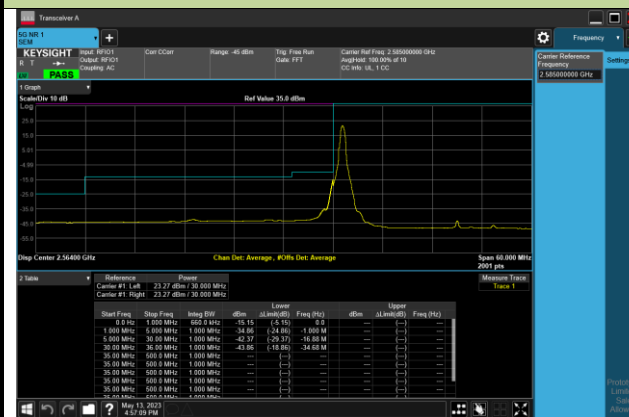 Transceiver A
5G NR 1
SEM
Frequency
KEYSIGHT
Input: RFIO1
Output: RFIO1
Coupling: AC
Corr CCorr
Range: -45 dBm
Trig: Free Run
Gate: FFT
Carrier Ref Freq: 2.585000000 GHz
Avg|Hold: 100.00% of 10
CC Info: UL, 1 CC
R T
PASS
Carrier Reference
Frequency
2.585000000 GHz
Settings
1 Graph
Scale/Div 10 dB
Ref Value 35.0 dBm
Log
25.0
15.0
5.01
-4.99
-15.0
-25.0
-35.0
-45.0
-55.0
Disp Center 2.56400 GHz
Chan Det: Average , #Offs Det: Average
Span 60.000 MHz
2001 pts
2 Table
Reference Power
Carrier #1: Left 23.27 dBm / 30.000 MHz
Carrier #1: Right 23.27 dBm / 30.000 MHz
Measure Trace
Trace 1
Lower Upper
Start Freq Stop Freq Integ BW dBm ΔLimit(dB) Freq (Hz) dBm ΔLimit(dB) Freq (Hz)
0.0 Hz 1.000 MHz 660.0 kHz -15.15 (-5.15) 0.0 --- (---) ---
1.000 MHz 5.000 MHz 1.000 MHz -34.86 (-24.86) -1.000 M --- (---) ---
5.000 MHz 30.00 MHz 1.000 MHz -42.37 (-29.37) -16.88 M --- (---) ---
30.00 MHz 36.00 MHz 1.000 MHz -43.86 (-18.86) -34.68 M --- (---) ---
35.00 MHz 500.0 MHz 1.000 MHz --- (---) --- --- (---) ---
35.00 MHz 500.0 MHz 1.000 MHz --- (---) --- --- (---) ---
35.00 MHz 500.0 MHz 1.000 MHz --- (---) --- --- (---) ---
35.00 MHz 500.0 MHz 1.000 MHz --- (---) --- --- (---) ---
May 13, 2023
4:57:09 PM